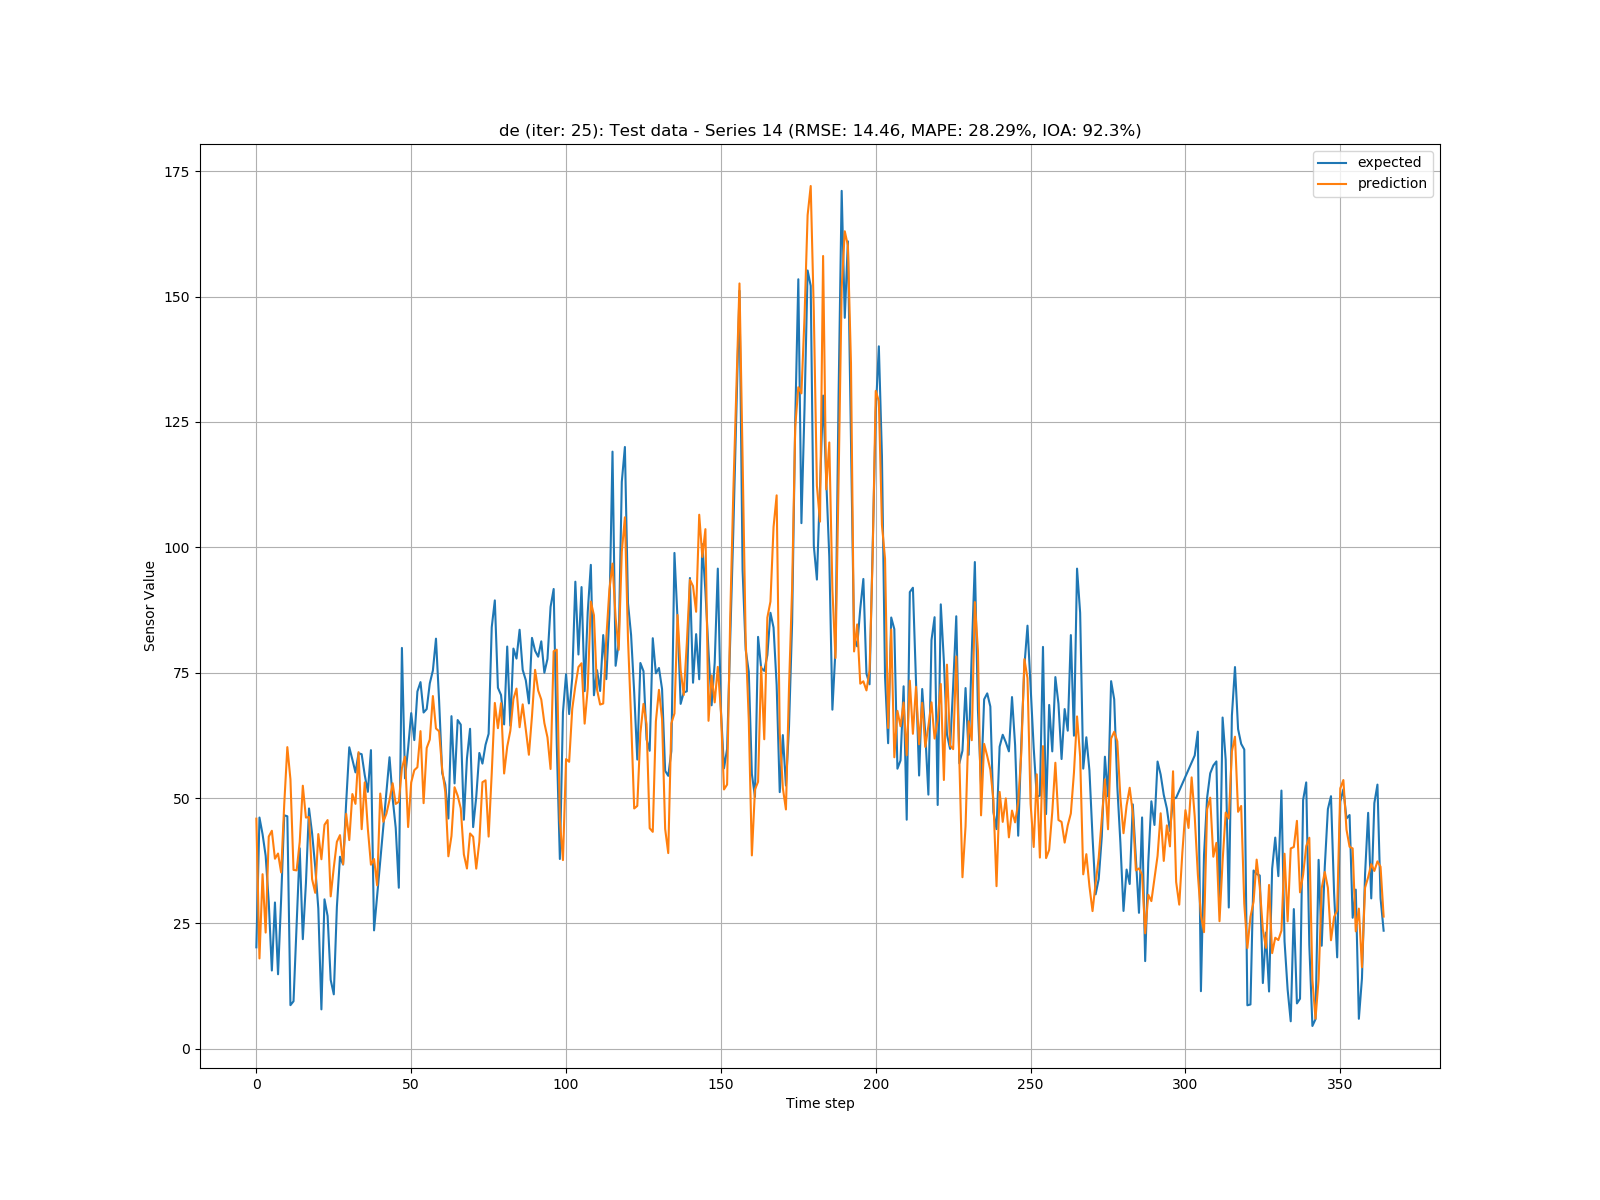 de (iter: 25): Test data - Series 14 (RMSE: 14.46, MAPE: 28.29%, IOA: 92.3%)
expected
prediction
175
150
125
100
75
50
25
0
Sensor Value
0 50 100 150 200 250 300 350
Time step